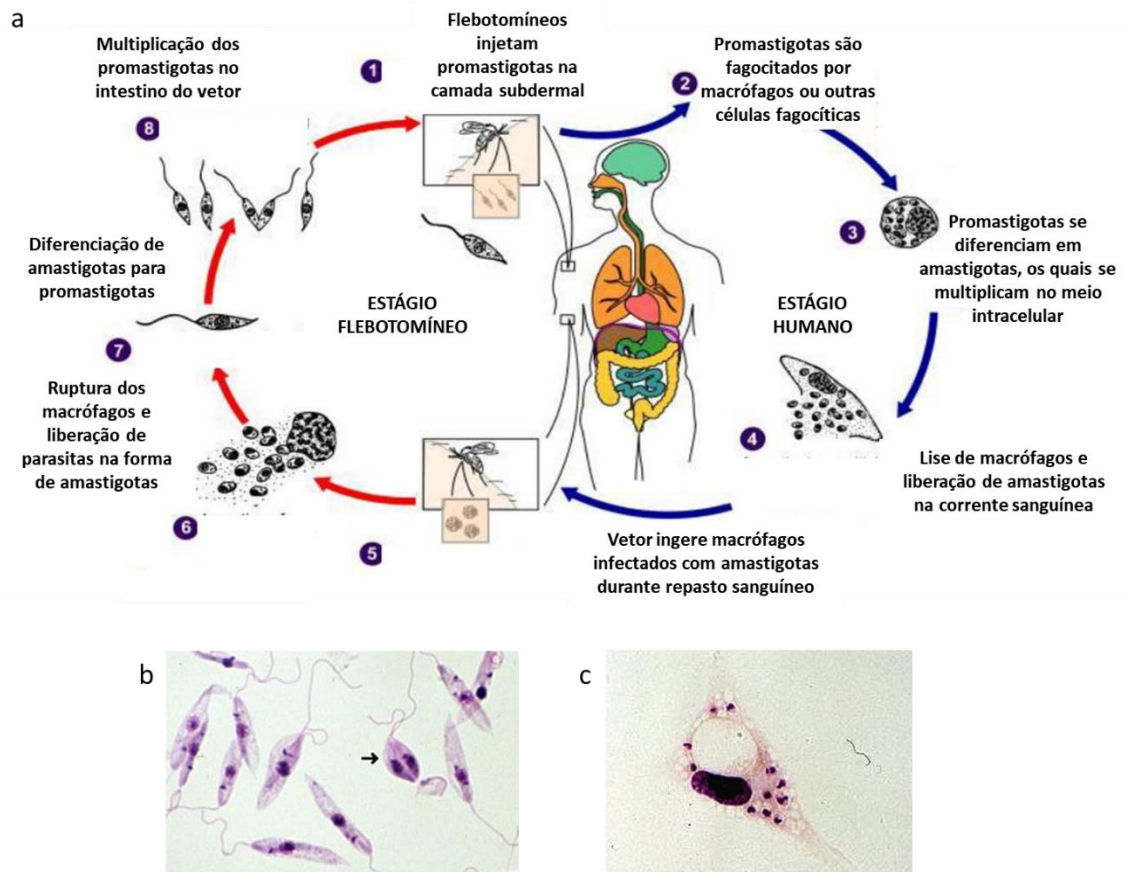 a
1
Flebotomíneos
injetam
promastigotas na
camada subdermal
2
Promastigotas são
fagocitados por
macrófagos ou outras
células fagocíticas
3
Promastigotas se
diferenciam em
amastigotas, os quais se
multiplicam no meio
intracelular
ESTÁGIO
HUMANO
4
Lise de macrófagos e
liberação de amastigotas
na corrente sanguínea
Vetor ingere macrófagos
infectados com amastigotas
durante repasto sanguíneo
5
6
Ruptura dos
macrófagos e
liberação de
parasitas na forma
de amastigotas
7
Diferenciação de
amastigotas para
promastigotas
8
Multiplicação dos
promastigotas no
intestino do vetor
ESTÁGIO
FLEBOTOMÍNEO
b
c